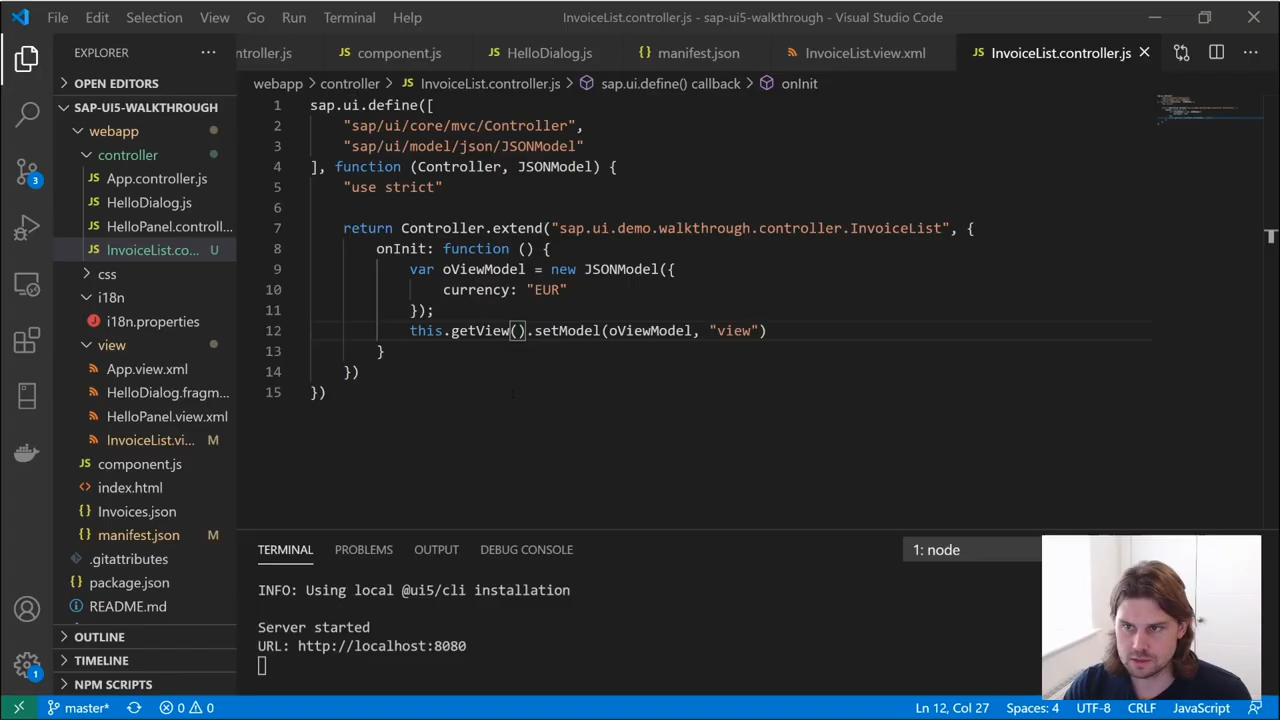 File Edit Selection View Go Run Terminal Help InvoiceList.controller.js - sap-ui5-walkthrough - Visual Studio Code
EXPLORER
OPEN EDITORS
SAP-UI5-WALKTHROUGH
webapp
controller
App.controller.js
HelloDialog.js
HelloPanel.controll...
InvoiceList.co... U
css
i18n
i18n.properties
view
App.view.xml
HelloDialog.fragm...
HelloPanel.view.xml
InvoiceList.vi... M
component.js
index.html
Invoices.json
manifest.json M
.gitattributes
package.json
README.md
OUTLINE
TIMELINE
NPM SCRIPTS
3
1
ntroller.js JS component.js JS HelloDialog.js {} manifest.json InvoiceList.view.xml JS InvoiceList.controller.js
webapp > controller > JS InvoiceList.controller.js > sap.ui.define() callback > onInit
1 sap.ui.define([
2 "sap/ui/core/mvc/Controller",
3 "sap/ui/model/json/JSONModel"
4 ], function (Controller, JSONModel) {
5 "use strict"
6
7 return Controller.extend("sap.ui.demo.walkthrough.controller.InvoiceList", {
8 onInit: function () {
9 var oViewModel = new JSONModel({
10 currency: "EUR"
11 });
12 this.getView().setModel(oViewModel, "view")
13 }
14 })
15 })
TERMINAL PROBLEMS OUTPUT DEBUG CONSOLE 1: node
INFO: Using local @ui5/cli installation
Server started
URL: http://localhost:8080
master* 0 0 Ln 12, Col 27 Spaces: 4 UTF-8 CRLF JavaScript